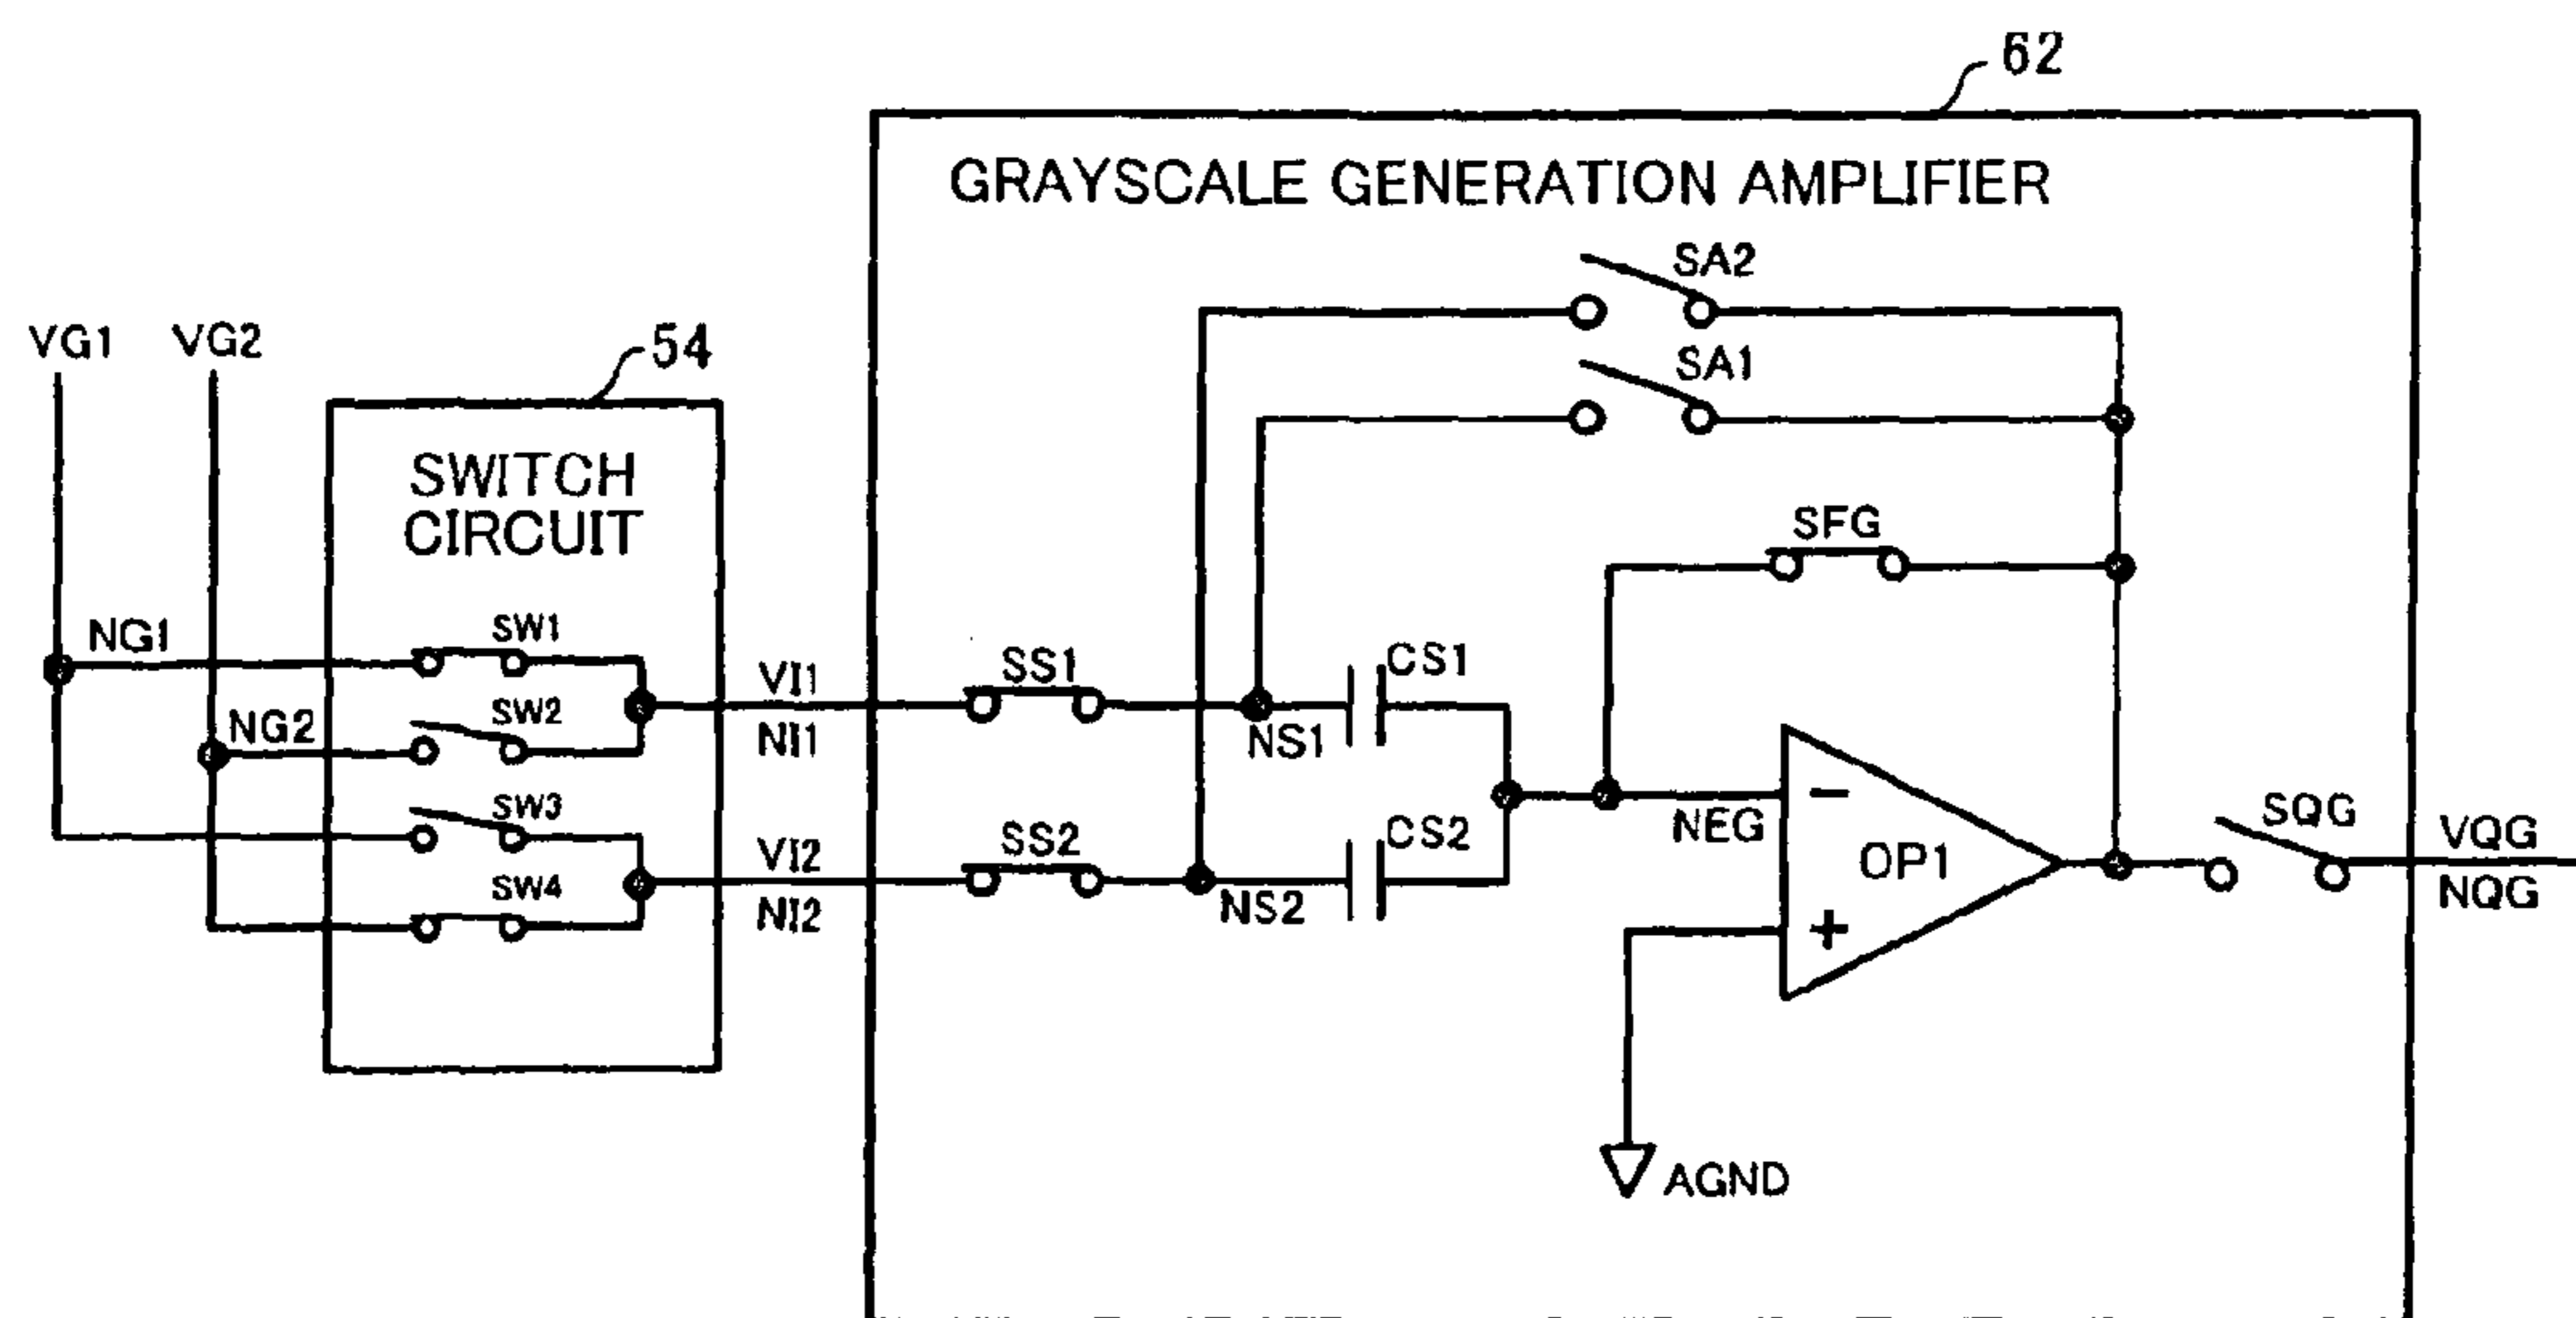 62
GRAYSCALE GENERATION AMPLIFIER
SA2
VG1
VG2
54
SA1
SWITCH
CIRCUIT
SFG
NG1
SW1
SS1
CS1
VI1
NG2
SW2
NI1
NS1
SW3
NEG
SQG
VQG
VI2
SS2
CS2
OP1
NQG
SW4
NI2
NS2
−
+
AGND